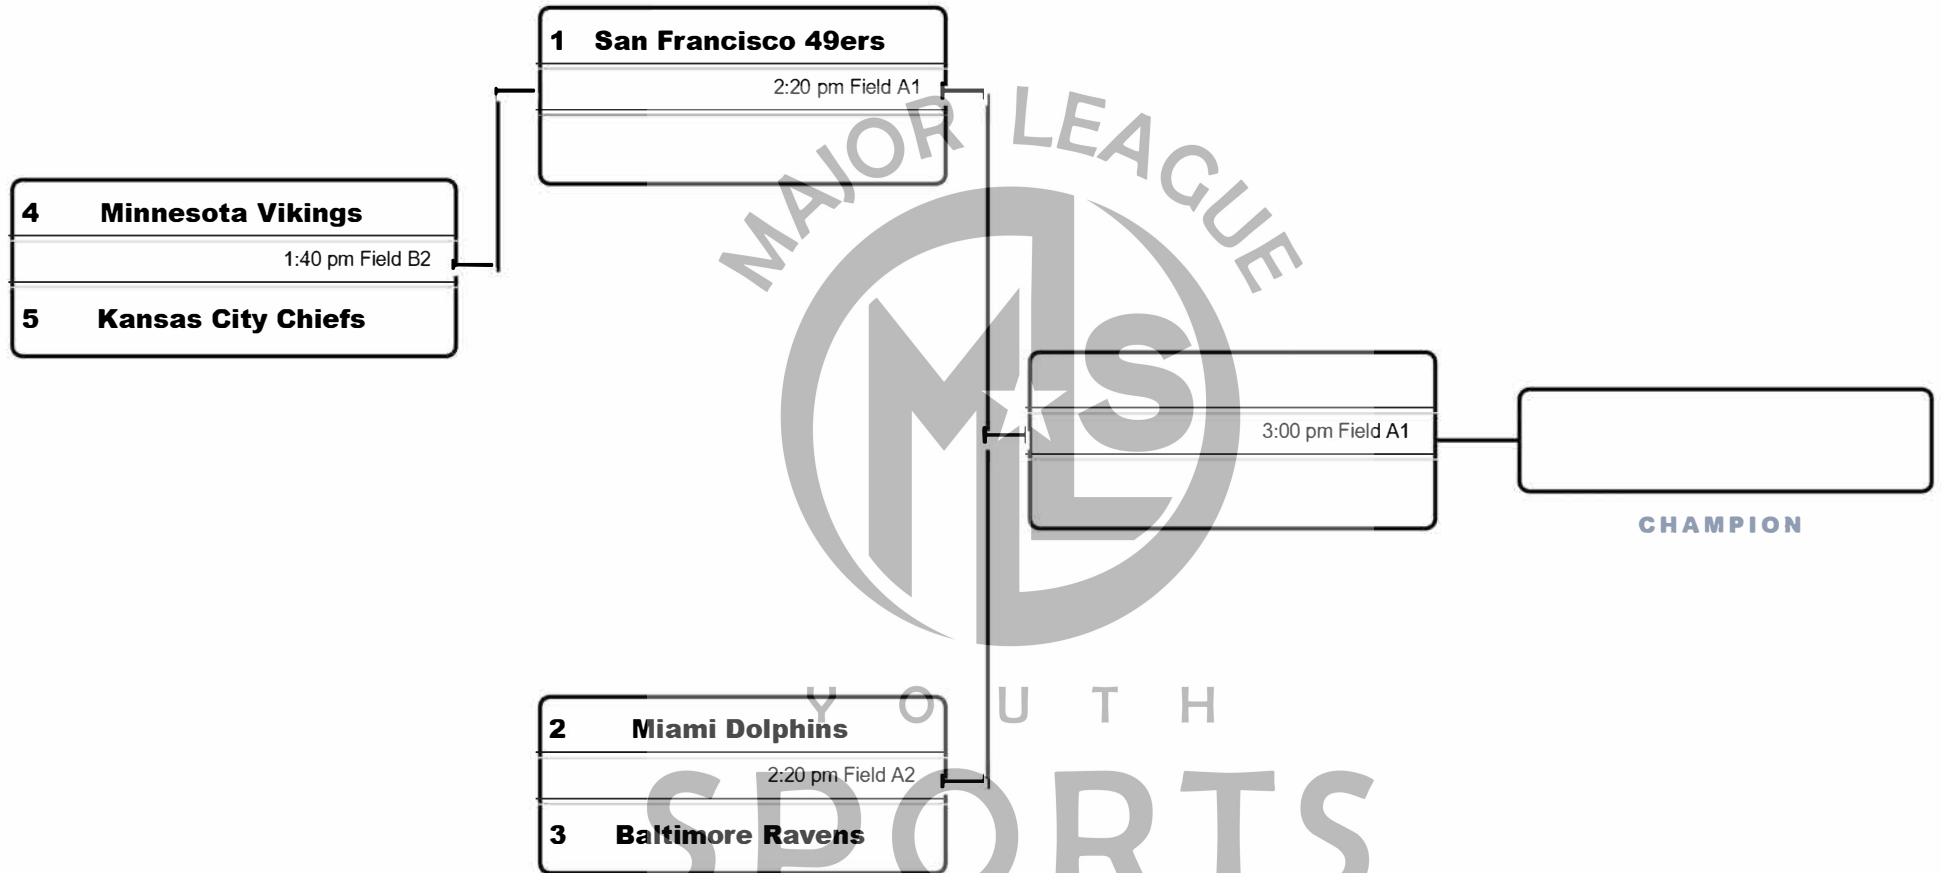 1 San Francisco 49ers
2:20 pm Field A1
4 Minnesota Vikings
1:40 pm Field B2
5 Kansas City Chiefs
MAJOR LEAGUE
MLS
3:00 pm Field A1
CHAMPION
YOUTH
2 Miami Dolphins
2:20 pm Field A2
3 Baltimore Ravens
SPORTS